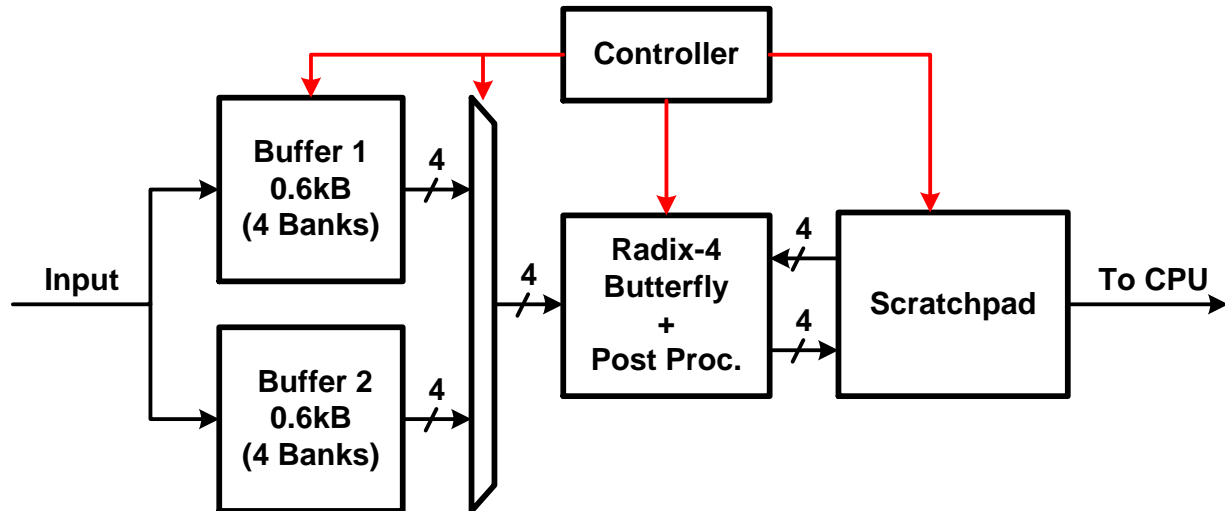 Controller
Buffer 1
0.6kB
(4 Banks)
4
Input
4
Radix-4
Butterfly
+
Post Proc.
4
4
Scratchpad
To CPU
Buffer 2
0.6kB
(4 Banks)
4